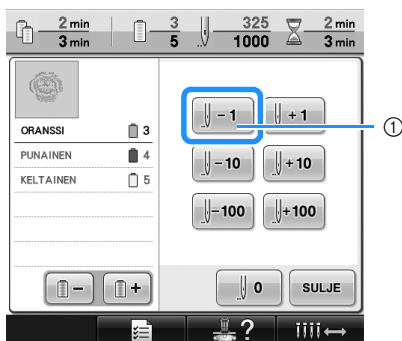 2 min 3 325 2 min
3 min 5 1000 3 min
- 1 + 1 ①
ORANSSI 3
PUNAINEN 4 - 10 + 10
KELTAINEN 5
-100 +100
- + 0 SULJE
?